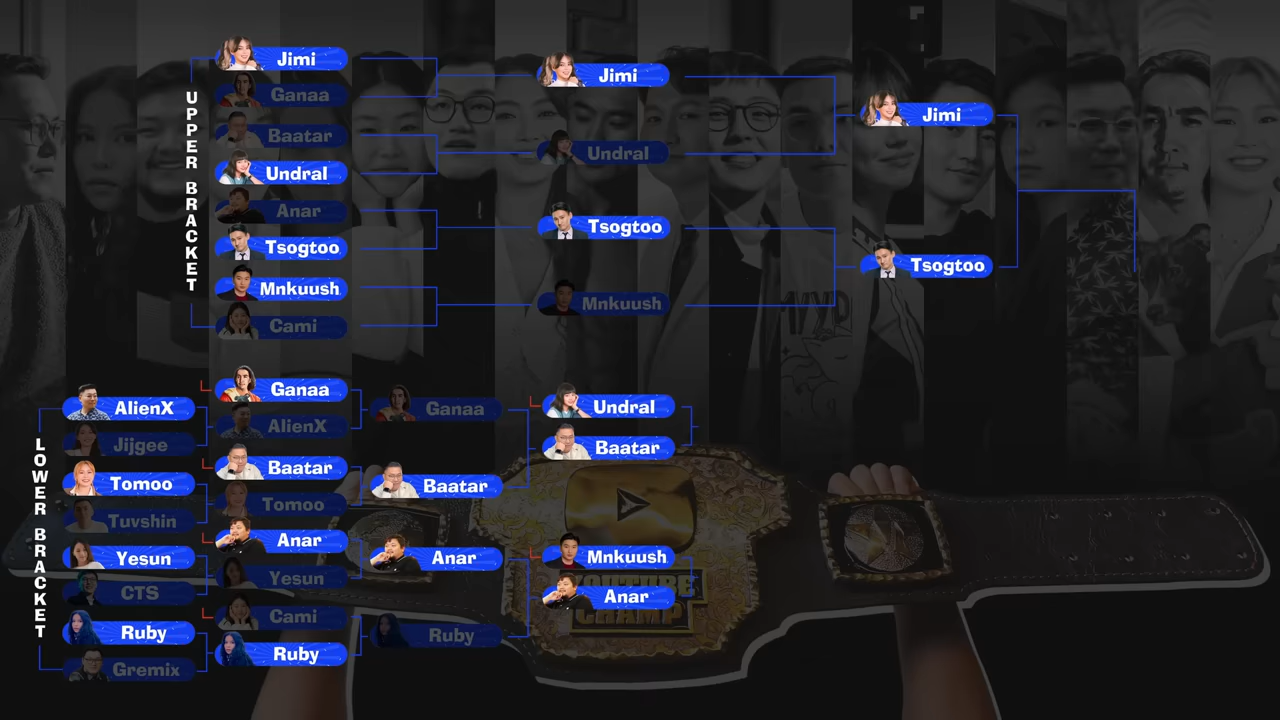 UPPER BRACKET
Jimi
Ganaa
Baatar
Undral
Anar
Tsogtoo
Mnkuush
Cami
Jimi
Undral
Tsogtoo
Mnkuush
Jimi
Tsogtoo
LOWER BRACKET
AlienX
Jijgee
Tomoo
Tuvshin
Yesun
CTS
Ruby
Gremix
Ganaa
AlienX
Baatar
Tomoo
Anar
Yesun
Cami
Ruby
Ganaa
Baatar
Anar
Ruby
Undral
Baatar
Mnkuush
Anar
YOUTUBE
CHAMP